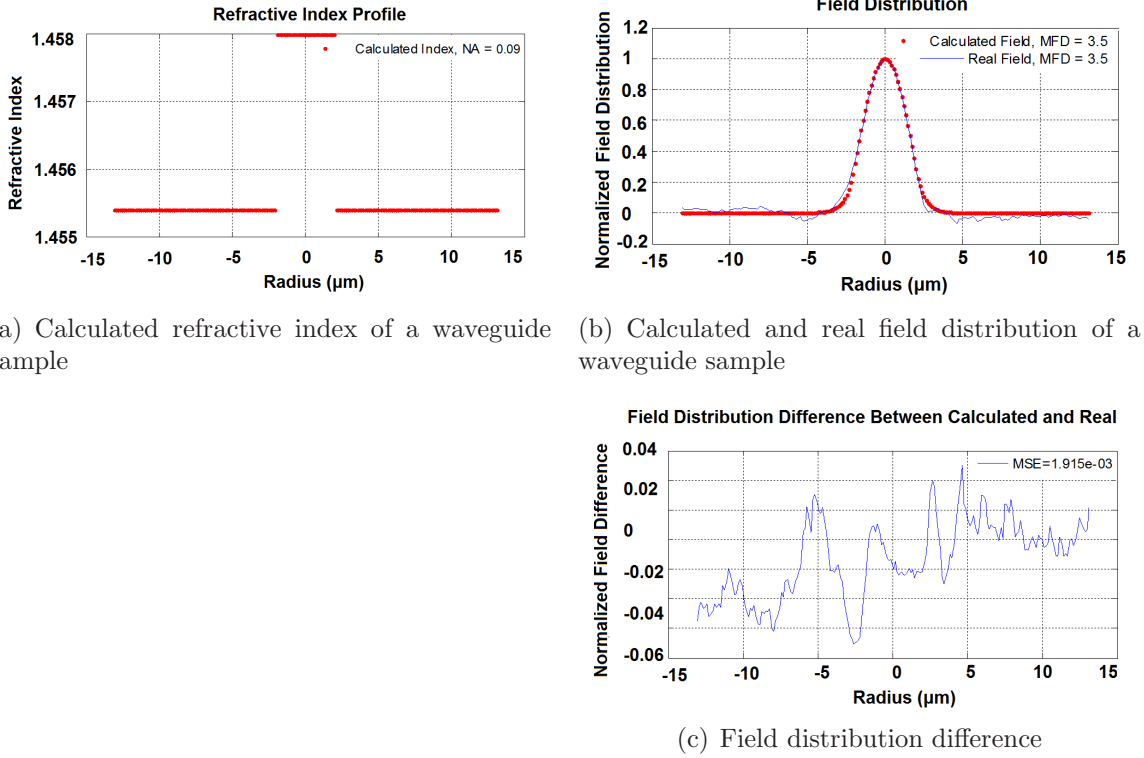 Refractive Index Profile
1.458
1.457
1.456
1.455
Refractive Index
Calculated Index, NA = 0.09
-15
-10
-5
0
5
10
15
Radius (µm)
a) Calculated refractive index of a waveguide
ample
Field Distribution
1.2
1
0.8
0.6
0.4
0.2
0
-0.2
Normalized Field Distribution
Calculated Field, MFD = 3.5
Real Field, MFD = 3.5
-15
-10
-5
0
5
10
15
Radius (µm)
(b) Calculated and real field distribution of a
waveguide sample
Field Distribution Difference Between Calculated and Real
0.04
0.02
0
-0.02
-0.04
-0.06
Normalized Field Difference
MSE=1.915e-03
-15
-10
-5
0
5
10
15
Radius (µm)
(c) Field distribution difference